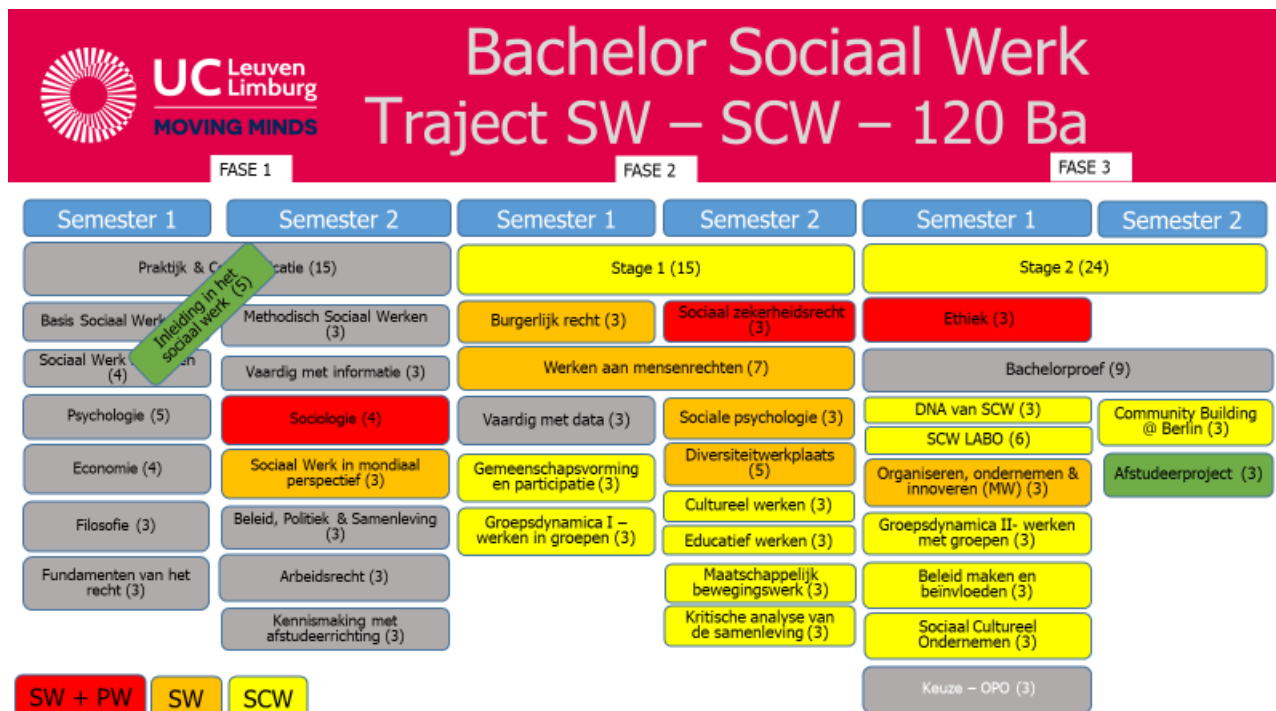 UC Leuven
Limburg
MOVING MINDS
Bachelor Sociaal Werk
Traject SW – SCW – 120 Ba
FASE 1
FASE 2
FASE 3
Semester 1
Semester 2
Semester 1
Semester 2
Semester 1
Semester 2
Praktijk & C
catie (15)
Inleiding in het
sociaal werk (5)
Stage 1 (15)
Stage 2 (24)
Basis Sociaal Werk
Methodisch Sociaal Werken
(3)
Burgerlijk recht (3)
Sociaal zekerheidsrecht
(3)
Ethiek (3)
Sociaal Werk
en
(4)
Vaardig met informatie (3)
Werken aan mensenrechten (7)
Bachelorproef (9)
Psychologie (5)
Sociologie (4)
Vaardig met data (3)
Sociale psychologie (3)
DNA van SCW (3)
SCW LABO (6)
Community Building
@ Berlin (3)
Economie (4)
Sociaal Werk in mondiaal
perspectief (3)
Gemeenschapsvorming
en participatie (3)
Diversiteitwerkplaats
(5)
Organiseren, ondernemen &
innoveren (MW) (3)
Afstudeerproject (3)
Filosofie (3)
Beleid, Politiek & Samenleving
(3)
Groepsdynamica I –
werken in groepen (3)
Cultureel werken (3)
Educatief werken (3)
Groepsdynamica II- werken
met groepen (3)
Fundamenten van het
recht (3)
Arbeidsrecht (3)
Maatschappelijk
bewegingswerk (3)
Beleid maken en
beïnvloeden (3)
Kennismaking met
afstudeerrichting (3)
Kritische analyse van
de samenleving (3)
Sociaal Cultureel
Ondernemen (3)
Keuze – OPO (3)
SW + PW
SW
SCW